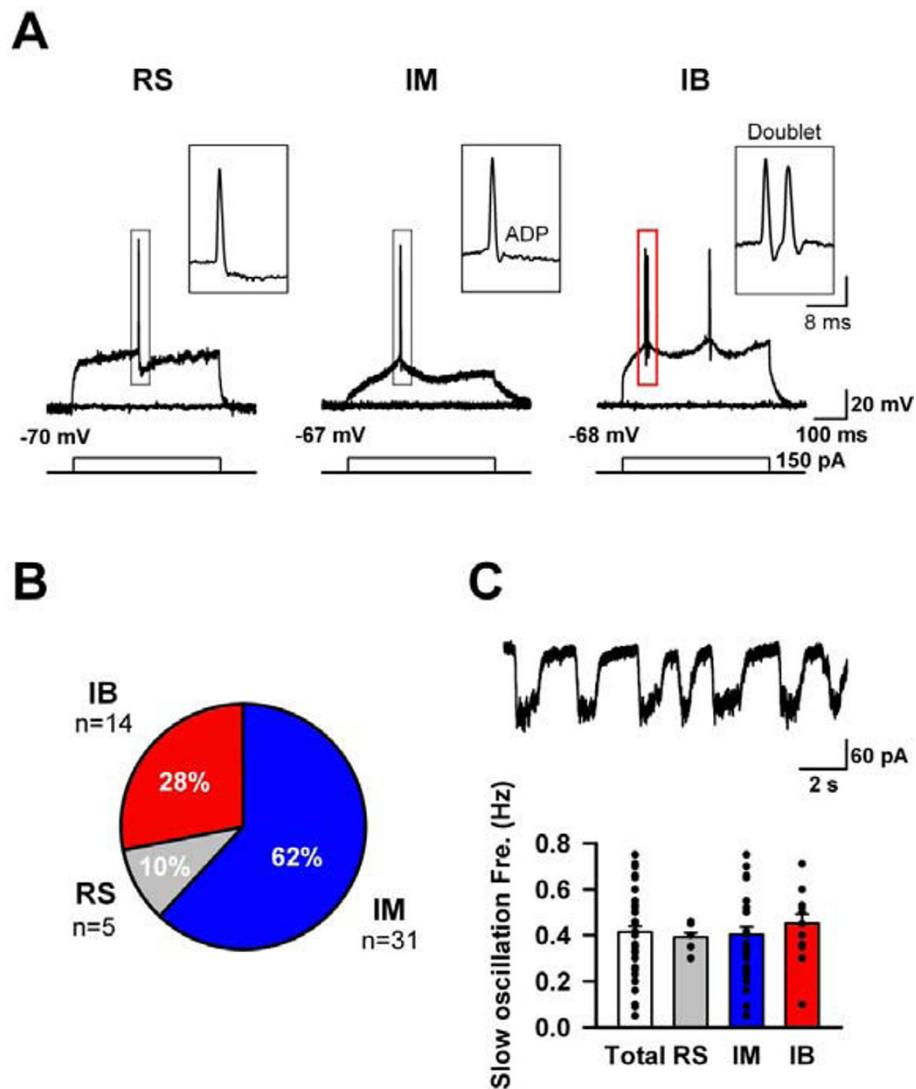 A
RS
IM
IB
Doublet
ADP
8 ms
20 mV
-70 mV
-67 mV
-68 mV
100 ms
150 pA
B
C
IB
n=14
28%
62%
10%
RS
n=5
IM
n=31
60 pA
2 s
Slow oscillation Fre. (Hz)
0.8
0.6
0.4
0.2
0.0
Total RS IM IB